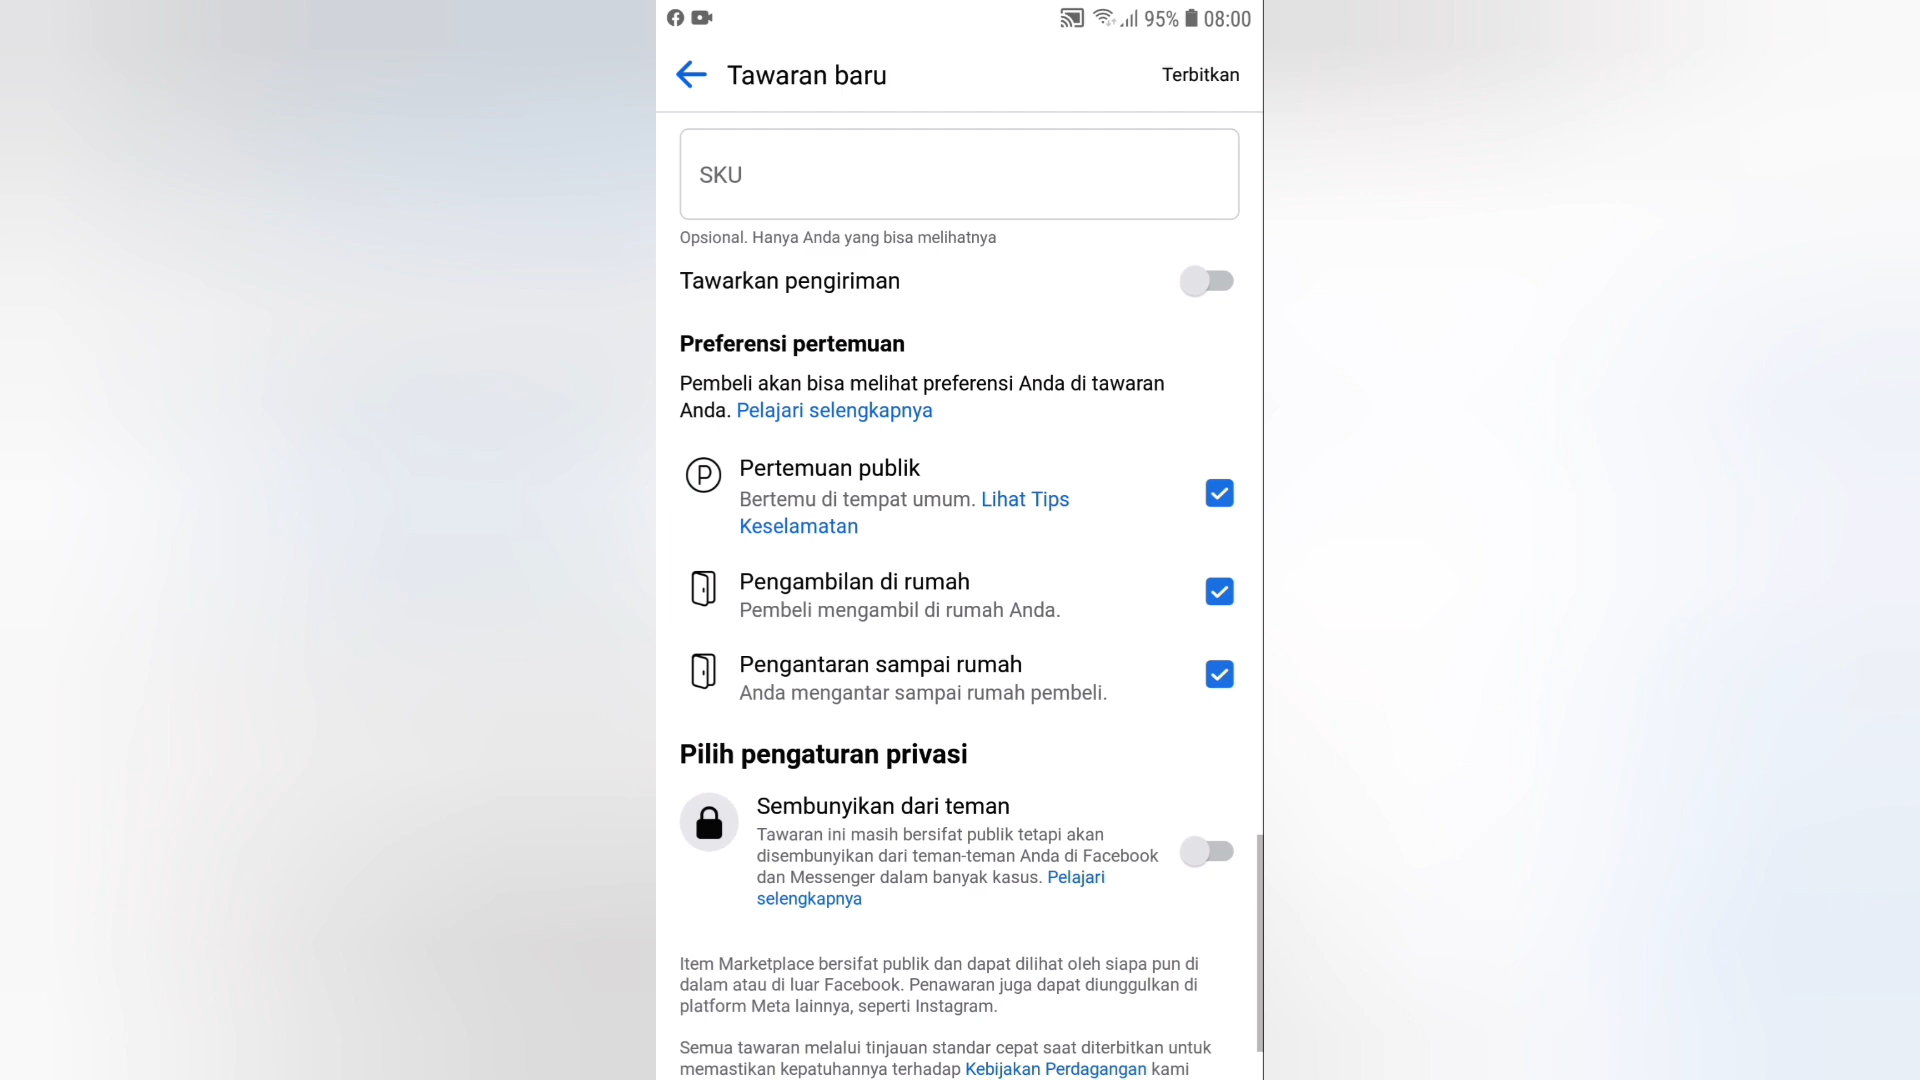 95% 08:00
Tawaran baru
Terbitkan
SKU
Opsional. Hanya Anda yang bisa melihatnya
Tawarkan pengiriman
Preferensi pertemuan
Pembeli akan bisa melihat preferensi Anda di tawaran
Anda. Pelajari selengkapnya
P
Pertemuan publik
Bertemu di tempat umum. Lihat Tips
Keselamatan
Pengambilan di rumah
Pembeli mengambil di rumah Anda.
Pengantaran sampai rumah
Anda mengantar sampai rumah pembeli.
Pilih pengaturan privasi
Sembunyikan dari teman
Tawaran ini masih bersifat publik tetapi akan
disembunyikan dari teman-teman Anda di Facebook
dan Messenger dalam banyak kasus. Pelajari
selengkapnya
Item Marketplace bersifat publik dan dapat dilihat oleh siapa pun di
dalam atau di luar Facebook. Penawaran juga dapat diunggulkan di
platform Meta lainnya, seperti Instagram.
Semua tawaran melalui tinjauan standar cepat saat diterbitkan untuk
memastikan kepatuhannya terhadap Kebijakan Perdagangan kami